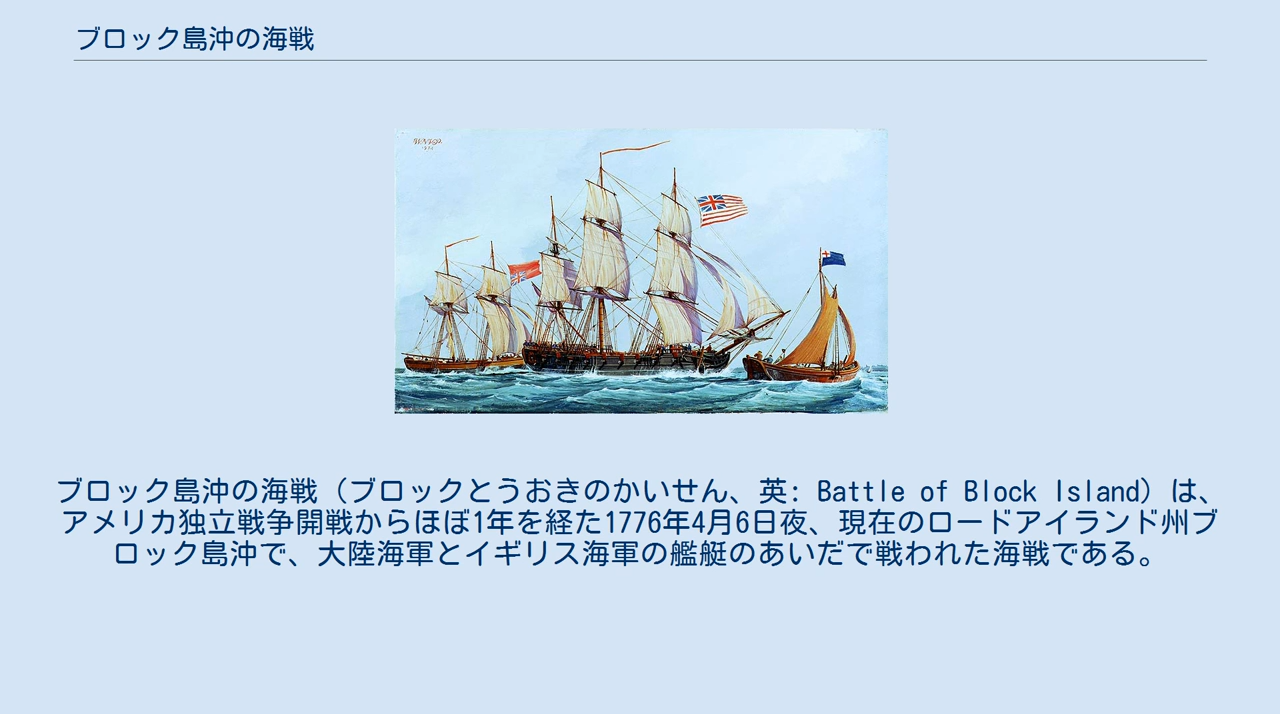 ブロック島沖の海戦
ブロック島沖の海戦（ブロックとうおきのかいせん、英: Battle of Block Island）は、
アメリカ独立戦争開戦からほぼ1年を経た1776年4月6日夜、現在のロードアイランド州ブ
ロック島沖で、大陸海軍とイギリス海軍の艦艇のあいだで戦われた海戦である。